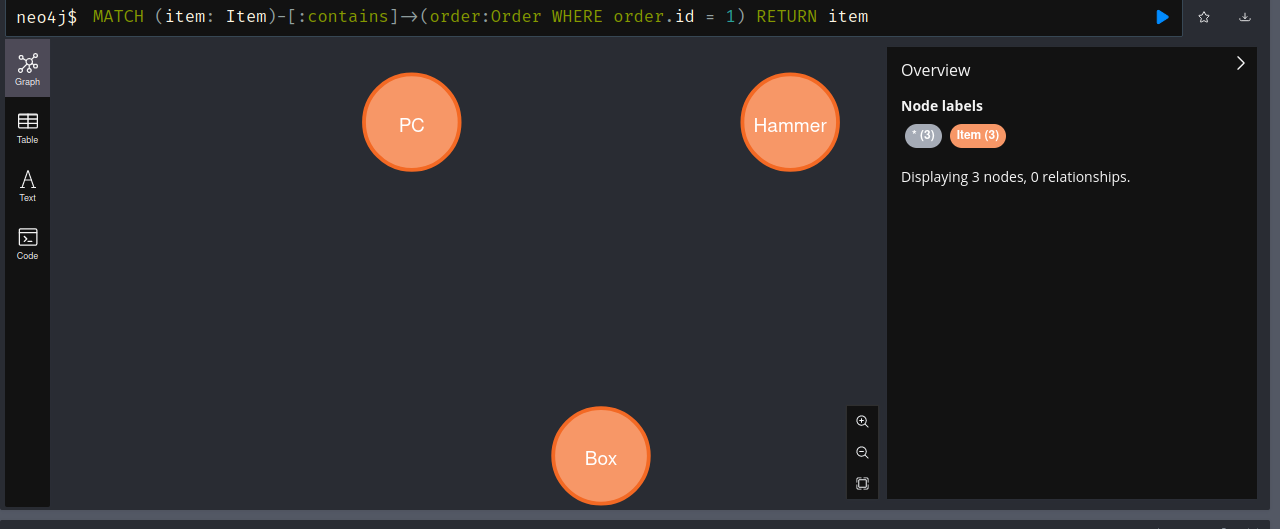 neo4j$ MATCH (item: Item)-[:contains]->(order:Order WHERE order.id = 1) RETURN item
Graph
Table
Text
Code
PC
Hammer
Box
Overview
Node labels
* (3) Item (3)
Displaying 3 nodes, 0 relationships.